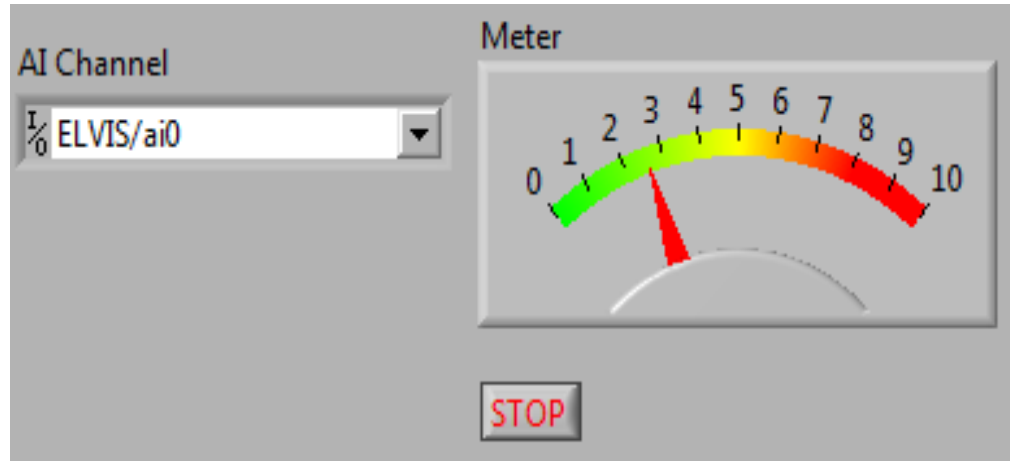 AI Channel
I/O ELVIS/ai0
Meter
0 1 2 3 4 5 6 7 8 9 10
STOP